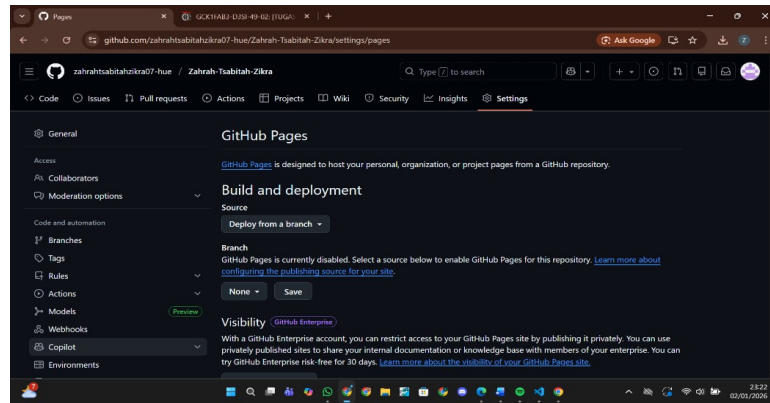 Pages
GCK1FAB3-D3SI-49-02: [TUGAS
github.com/zahrahtsabitahzikra07-hue/Zahrah-Tsabitah-Zikra/settings/pages
Ask Google
Z
zahrahtsabitahzikra07-hue / Zahrah-Tsabitah-Zikra
Type / to search
<> Code Issues Pull requests Actions Projects Wiki Security Insights Settings
General
Access
Collaborators
Moderation options
Code and automation
Branches
Tags
Rules
Actions
Models Preview
Webhooks
Copilot
Environments
GitHub Pages
GitHub Pages is designed to host your personal, organization, or project pages from a GitHub repository.
Build and deployment
Source
Deploy from a branch
Branch
GitHub Pages is currently disabled. Select a source below to enable GitHub Pages for this repository. Learn more about
configuring the publishing source for your site.
None Save
Visibility GitHub Enterprise
With a GitHub Enterprise account, you can restrict access to your GitHub Pages site by publishing it privately. You can use
privately published sites to share your internal documentation or knowledge base with members of your enterprise. You can
try GitHub Enterprise risk-free for 30 days. Learn more about the visibility of your GitHub Pages site.
23:22
02/01/2026